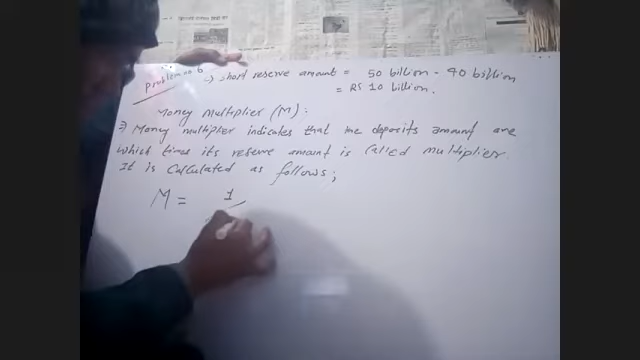 Problem no 6
→ short reserve amount = 50 billion - 40 billion
= RS 10 billion.
Money Multiplier (M) :
⇒ Money multiplier indicates that the deposits amount are
which times its reserve amount is called multiplier.
It is calculated as follows;
M = 1